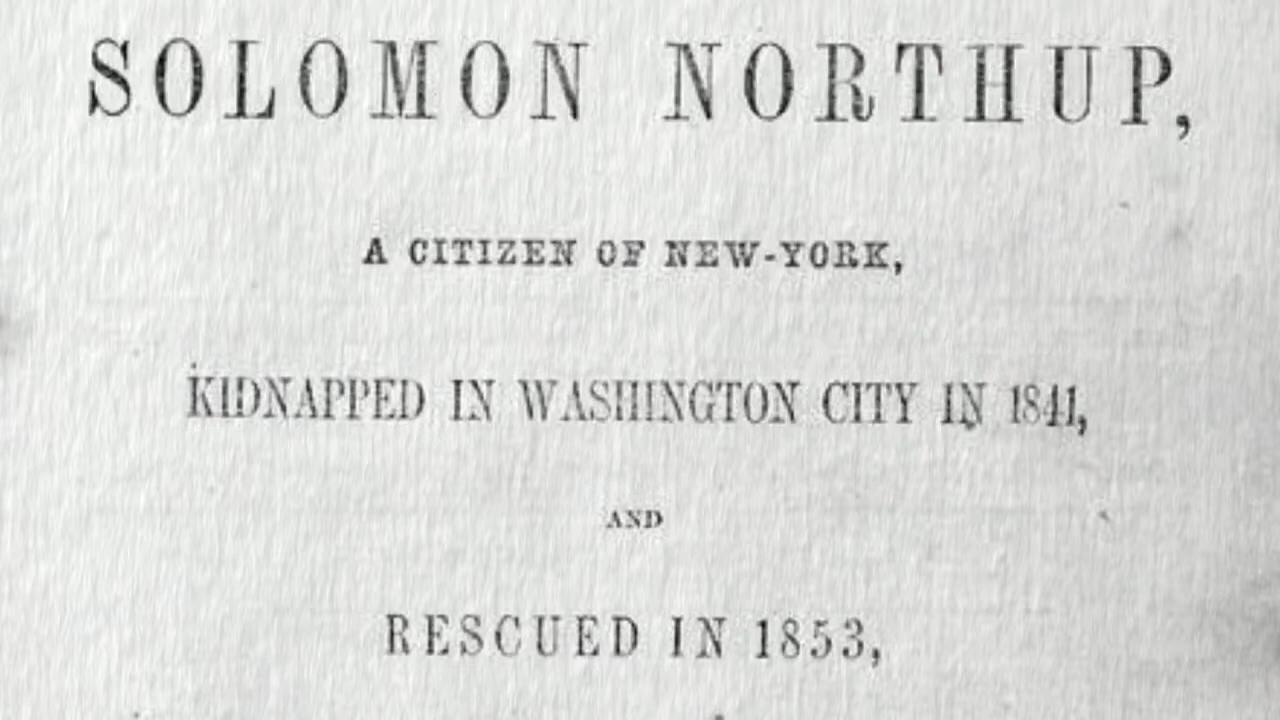 SOLOMON NORTHUP,
A CITIZEN OF NEW-YORK,
KIDNAPPED IN WASHINGTON CITY IN 1841,
AND
RESCUED IN 1853,